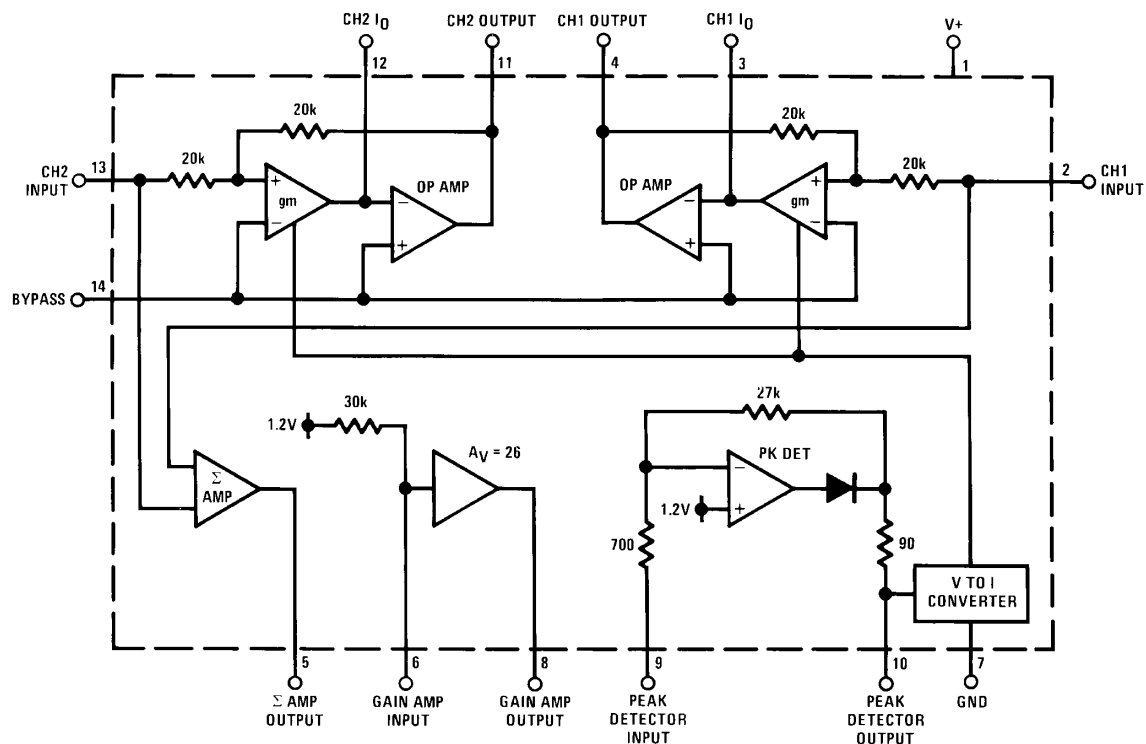 CH2 I₀
CH2 OUTPUT
CH1 OUTPUT
CH1 I₀
V+
12
11
4
3
1
20k
20k
20k
20k
CH2
INPUT
13
2
CH1
INPUT
+
gm
−
OP AMP
−
+
OP AMP
−
+
+
gm
−
BYPASS
14
1.2V
30k
27k
Σ
AMP
A_V = 26
PK DET
−
1.2V
+
700
90
V TO I
CONVERTER
5
6
8
9
10
7
Σ AMP
OUTPUT
GAIN AMP
INPUT
GAIN AMP
OUTPUT
PEAK
DETECTOR
INPUT
PEAK
DETECTOR
OUTPUT
GND